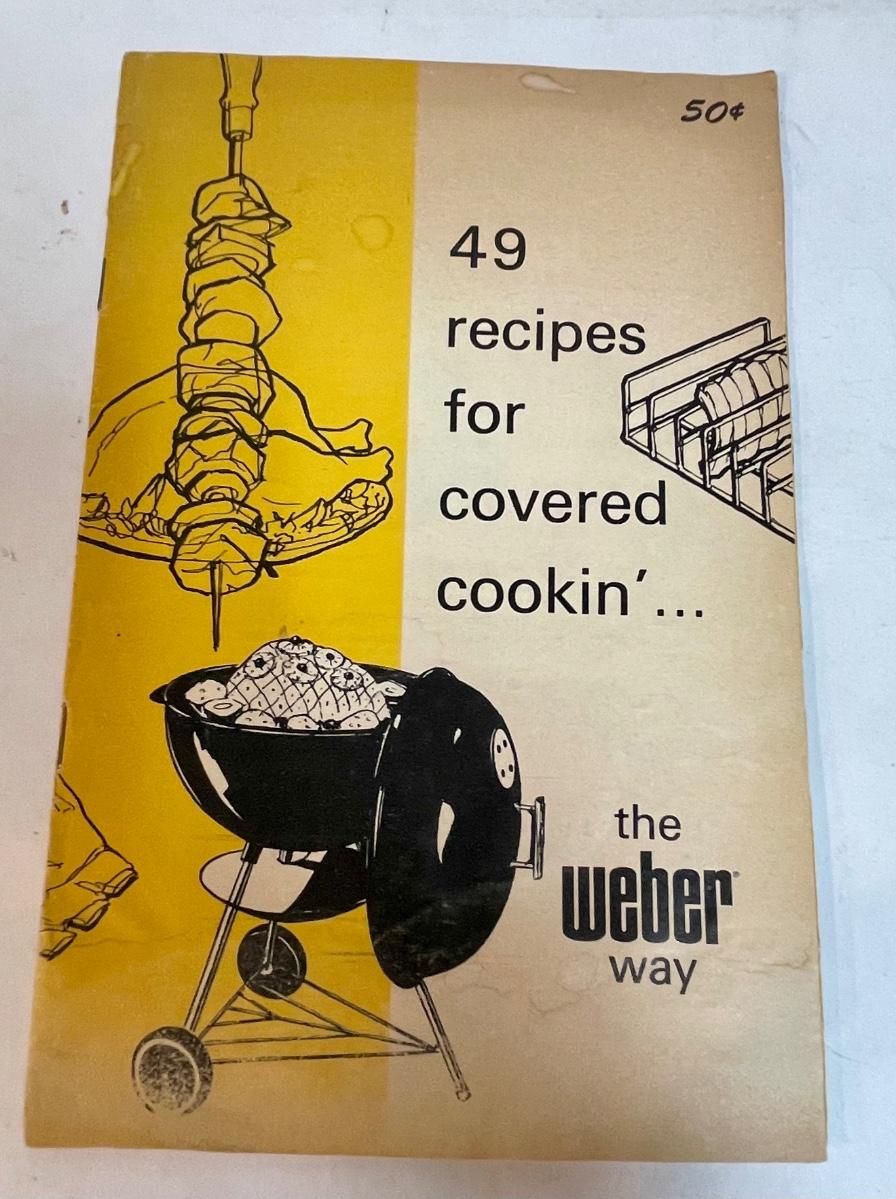 50¢
49
recipes
for
covered
cookin’...
the
weber®
way